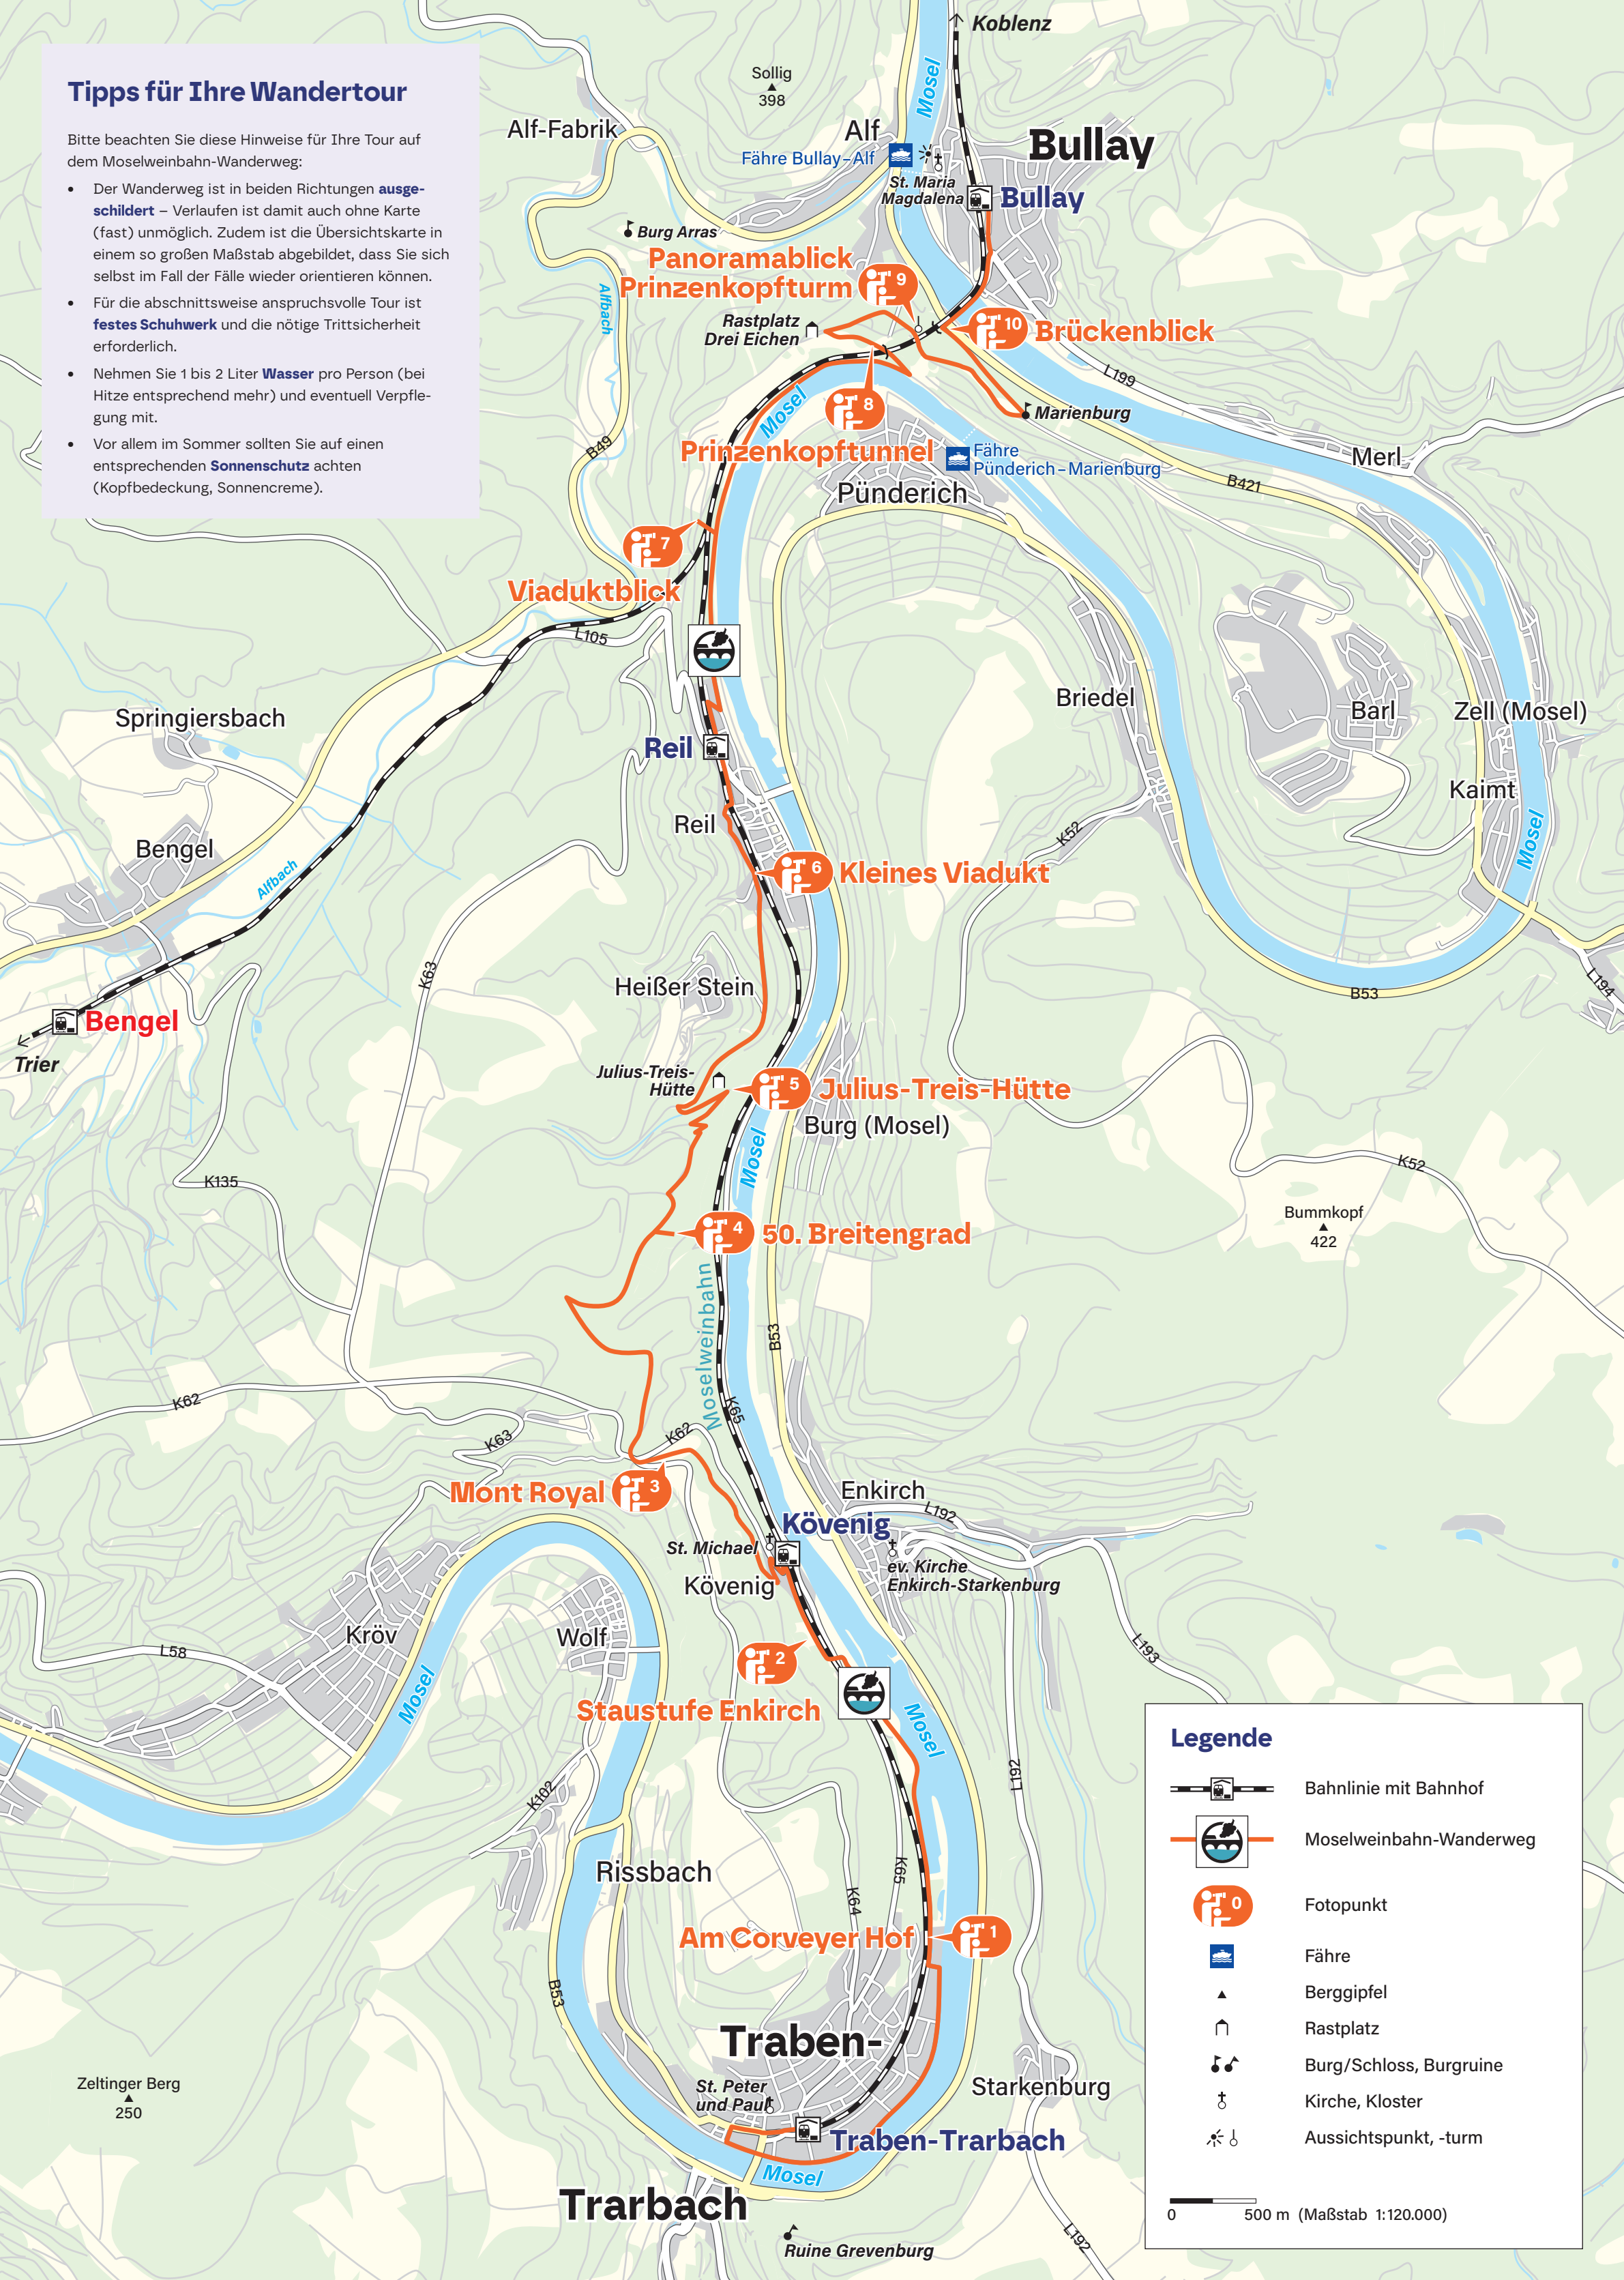 Tipps für Ihre Wandertour
Bitte beachten Sie diese Hinweise für Ihre Tour auf
dem Moselweinbahn-Wanderweg:
• Der Wanderweg ist in beiden Richtungen ausge-
schildert – Verlaufen ist damit auch ohne Karte
(fast) unmöglich. Zudem ist die Übersichtskarte in
einem so großen Maßstab abgebildet, dass Sie sich
selbst im Fall der Fälle wieder orientieren können.
• Für die abschnittsweise anspruchsvolle Tour ist
festes Schuhwerk und die nötige Trittsicherheit
erforderlich.
• Nehmen Sie 1 bis 2 Liter Wasser pro Person (bei
Hitze entsprechend mehr) und eventuell Verpfle-
gung mit.
• Vor allem im Sommer sollten Sie auf einen
entsprechenden Sonnenschutz achten
(Kopfbedeckung, Sonnencreme).
Koblenz
Mosel
Sollig
398
Alf-Fabrik
Alf
Bullay
Fähre Bullay–Alf
St. Maria
Magdalena
Bullay
Burg Arras
Panoramablick
Prinzenkopfturm
9
Alfbach
Rastplatz
Drei Eichen
10
Brückenblick
L199
Mosel
8
Marienburg
B49
Prinzenkopftunnel
Fähre
Pünderich–Marienburg
Merl
B421
Pünderich
7
Viaduktblick
L105
Springiersbach
Briedel
Barl
Zell (Mosel)
Reil
Kaimt
Reil
K52
Mosel
Bengel
Alfbach
6
Kleines Viadukt
K63
Heißer Stein
B53
L194
Bengel
Trier
Julius-Treis-
Hütte
5
Julius-Treis-Hütte
Burg (Mosel)
Mosel
K135
K52
Bummkopf
422
4
50. Breitengrad
Moselweinbahn
B53
K62
K65
K62
K63
Mont Royal
3
Enkirch
L192
Kövenig
St. Michael
ev. Kirche
Enkirch-Starkenburg
Kövenig
Kröv
Wolf
L58
L193
2
Staustufe Enkirch
Mosel
Mosel
K102
L192
Rissbach
K64
K65
Am Corveyer Hof
1
B53
Traben-
Starkenburg
St. Peter
und Paul
Zeltinger Berg
250
Traben-Trarbach
Mosel
Trarbach
Ruine Grevenburg
L192
Legende
Bahnlinie mit Bahnhof
Moselweinbahn-Wanderweg
0
Fotopunkt
Fähre
Berggipfel
Rastplatz
Burg/Schloss, Burgruine
Kirche, Kloster
Aussichtspunkt, -turm
0 500 m (Maßstab 1:120.000)